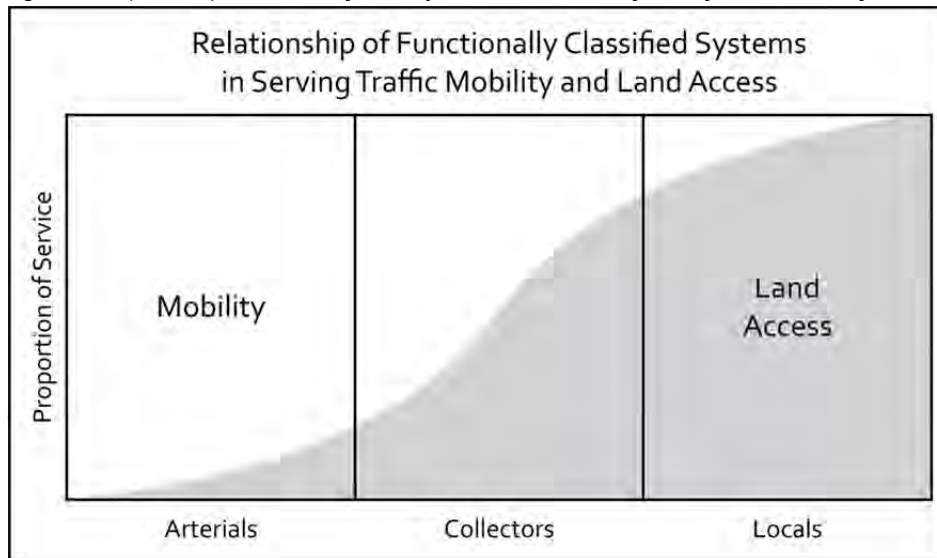 Relationship of Functionally Classified Systems
in Serving Traffic Mobility and Land Access
Proportion of Service
Mobility
Land
Access
Arterials
Collectors
Locals